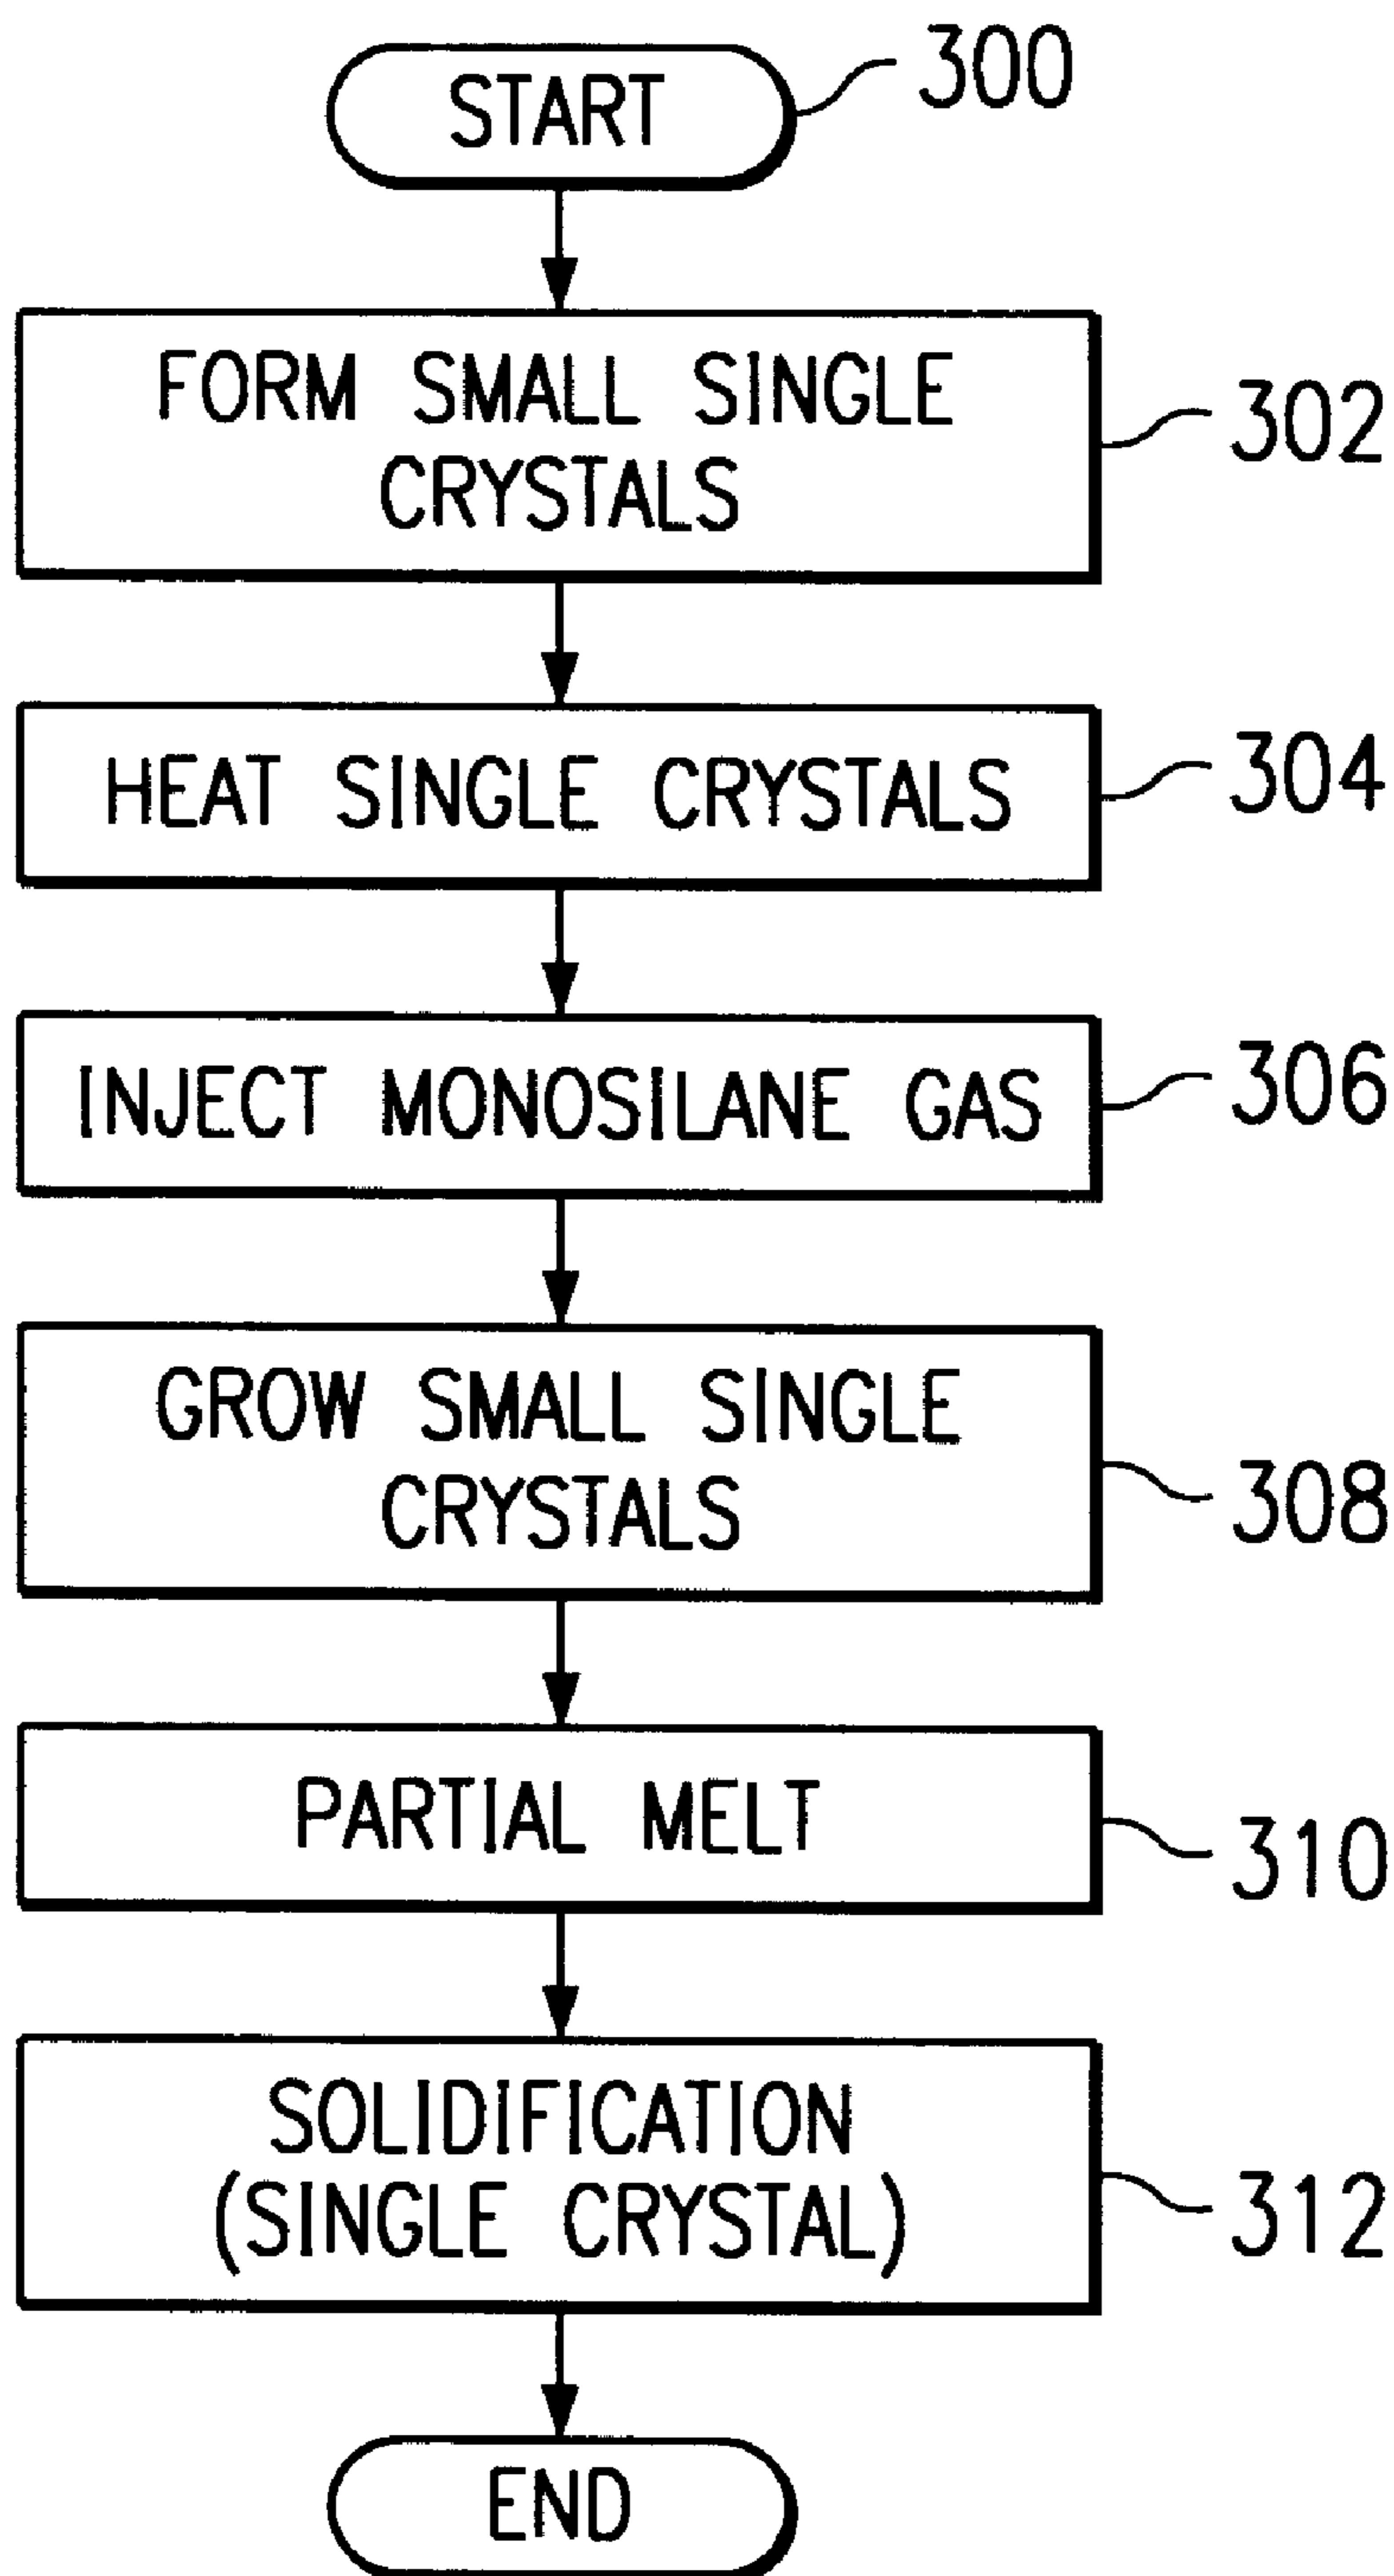 START
300
FORM SMALL SINGLE
CRYSTALS
302
HEAT SINGLE CRYSTALS
304
INJECT MONOSILANE GAS
306
GROW SMALL SINGLE
CRYSTALS
308
PARTIAL MELT
310
SOLIDIFICATION
(SINGLE CRYSTAL)
312
END